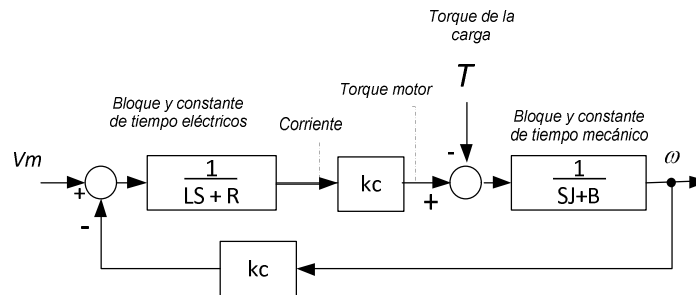 Torque de la
carga
T
Torque motor
Bloque y constante
de tiempo eléctricos
Corriente
Bloque y constante
de tiempo mecánico
Vm
+
-
1
LS + R
kc
+
-
1
SJ+B
ω
kc